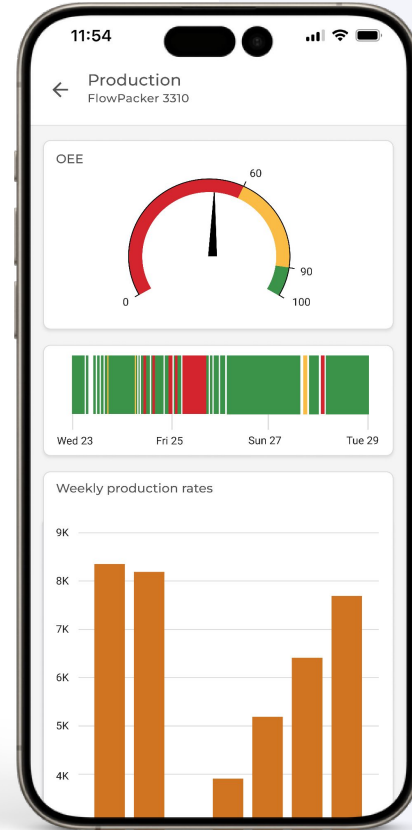 11:54
Production
FlowPacker 3310
OEE
60
90
0
100
Wed 23 Fri 25 Sun 27 Tue 29
Weekly production rates
9K
8K
7K
6K
5K
4K